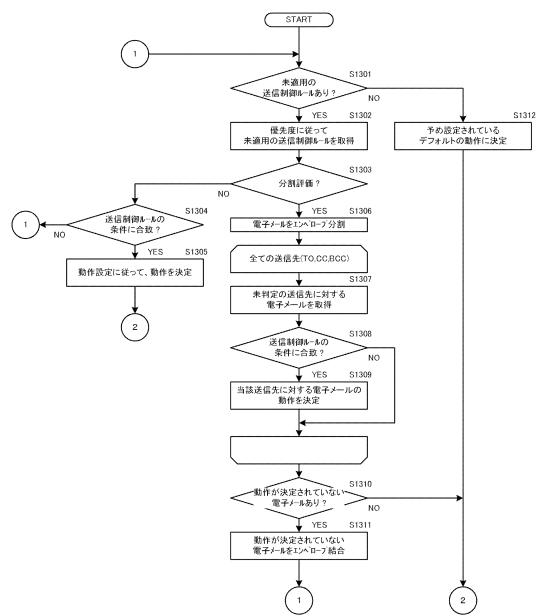 START
1
S1301
未適用の
送信制御ルールあり?
NO
YES
S1302
優先度に従って
未適用の送信制御ルールを取得
S1312
予め設定されている
デフォルトの動作に決定
S1303
分割評価?
NO
YES
S1304
送信制御ルールの
条件に合致?
1
NO
YES
S1305
動作設定に従って、動作を決定
2
S1306
電子メールをエンベロープ分割
全ての送信先(TO,CC,BCC)
S1307
未判定の送信先に対する
電子メールを取得
S1308
送信制御ルールの
条件に合致?
NO
YES
S1309
当該送信先に対する電子メールの
動作を決定
S1310
動作が決定されていない
電子メールあり?
NO
YES
S1311
動作が決定されていない
電子メールをエンベロープ結合
1
2